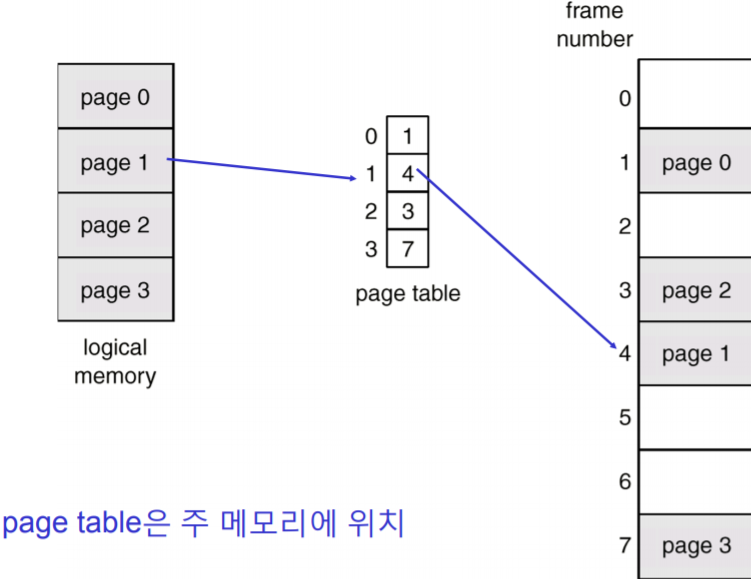 frame
number
page 0
page 1
page 2
page 3
logical
memory
0 1
1 4
2 3
3 7
page table
0
1 page 0
2
3 page 2
4 page 1
5
6
7 page 3
page table은 주 메모리에 위치